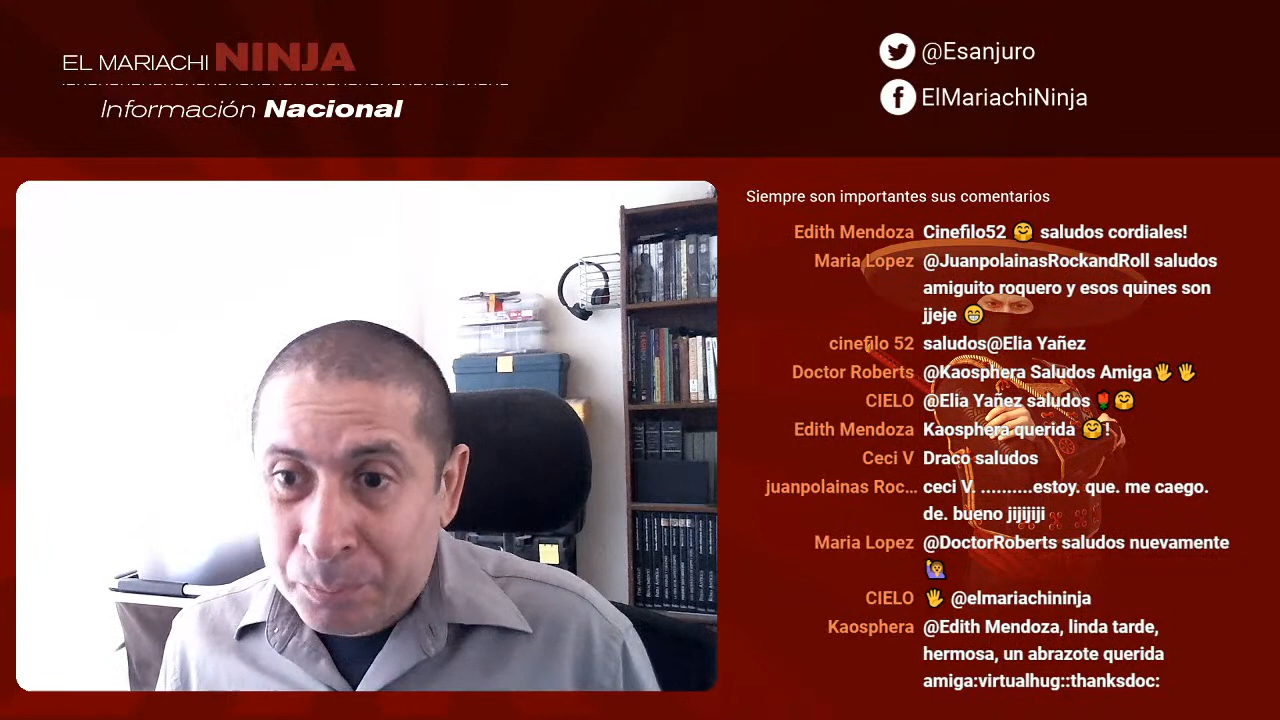 EL MARIACHI NINJA
Información Nacional
@Esanjuro
ElMariachiNinja
Siempre son importantes sus comentarios
Edith Mendoza Cinefilo52 🤗 saludos cordiales!
Maria Lopez @JuanpolainasRockandRoll saludos
amiguito roquero y esos quines son
jjeje 😁
cinefilo 52 saludos@Elia Yañez
Doctor Roberts @Kaosphera Saludos Amiga🖐🖐
CIELO @Elia Yañez saludos 🌹🤗
Edith Mendoza Kaosphera querida 🤗!
Ceci V Draco saludos
juanpolainas Roc... ceci V. ..........estoy. que. me caego.
de. bueno jijijiji
Maria Lopez @DoctorRoberts saludos nuevamente
🙋
CIELO 🖐 @elmariachininja
Kaosphera @Edith Mendoza, linda tarde,
hermosa, un abrazote querida
amiga:virtualhug::thanksdoc: